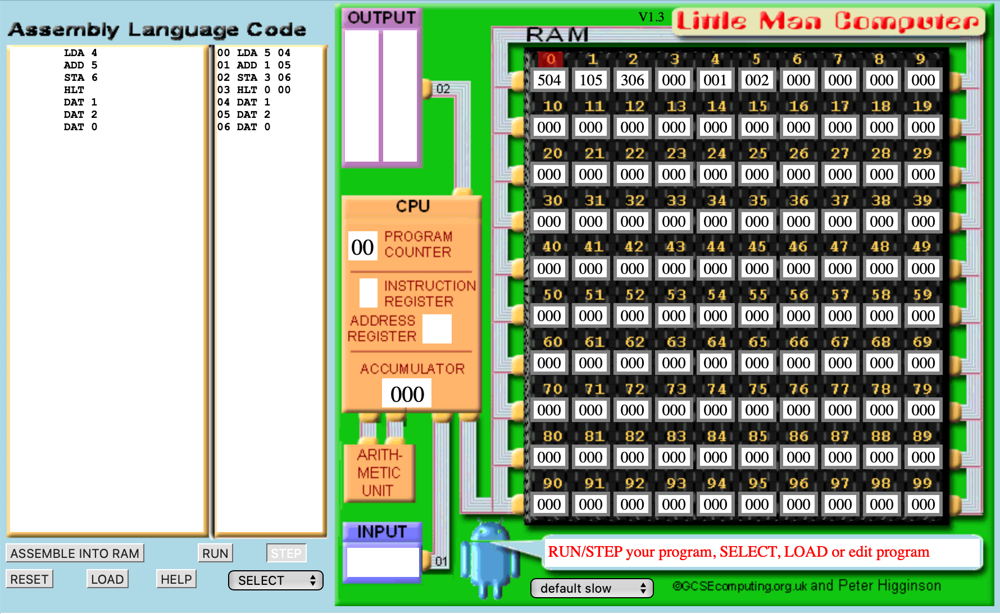 Assembly Language Code
LDA 4
ADD 5
STA 6
HLT
DAT 1
DAT 2
DAT 0
00 LDA 5 04
01 ADD 1 05
02 STA 3 06
03 HLT 0 00
04 DAT 1
05 DAT 2
06 DAT 0
ASSEMBLE INTO RAM
RUN
STEP
RESET
LOAD
HELP
SELECT
OUTPUT
02
CPU
00
PROGRAM
COUNTER
INSTRUCTION
REGISTER
ADDRESS
REGISTER
ACCUMULATOR
000
ARITH-
METIC
UNIT
INPUT
01
V1.3
Little Man Computer
RAM
0 1 2 3 4 5 6 7 8 9
504 105 306 000 001 002 000 000 000 000
10 11 12 13 14 15 16 17 18 19
000 000 000 000 000 000 000 000 000 000
20 21 22 23 24 25 26 27 28 29
000 000 000 000 000 000 000 000 000 000
30 31 32 33 34 35 36 37 38 39
000 000 000 000 000 000 000 000 000 000
40 41 42 43 44 45 46 47 48 49
000 000 000 000 000 000 000 000 000 000
50 51 52 53 54 55 56 57 58 59
000 000 000 000 000 000 000 000 000 000
60 61 62 63 64 65 66 67 68 69
000 000 000 000 000 000 000 000 000 000
70 71 72 73 74 75 76 77 78 79
000 000 000 000 000 000 000 000 000 000
80 81 82 83 84 85 86 87 88 89
000 000 000 000 000 000 000 000 000 000
90 91 92 93 94 95 96 97 98 99
000 000 000 000 000 000 000 000 000 000
RUN/STEP your program, SELECT, LOAD or edit program
default slow
©GCSEcomputing.org.uk and Peter Higginson